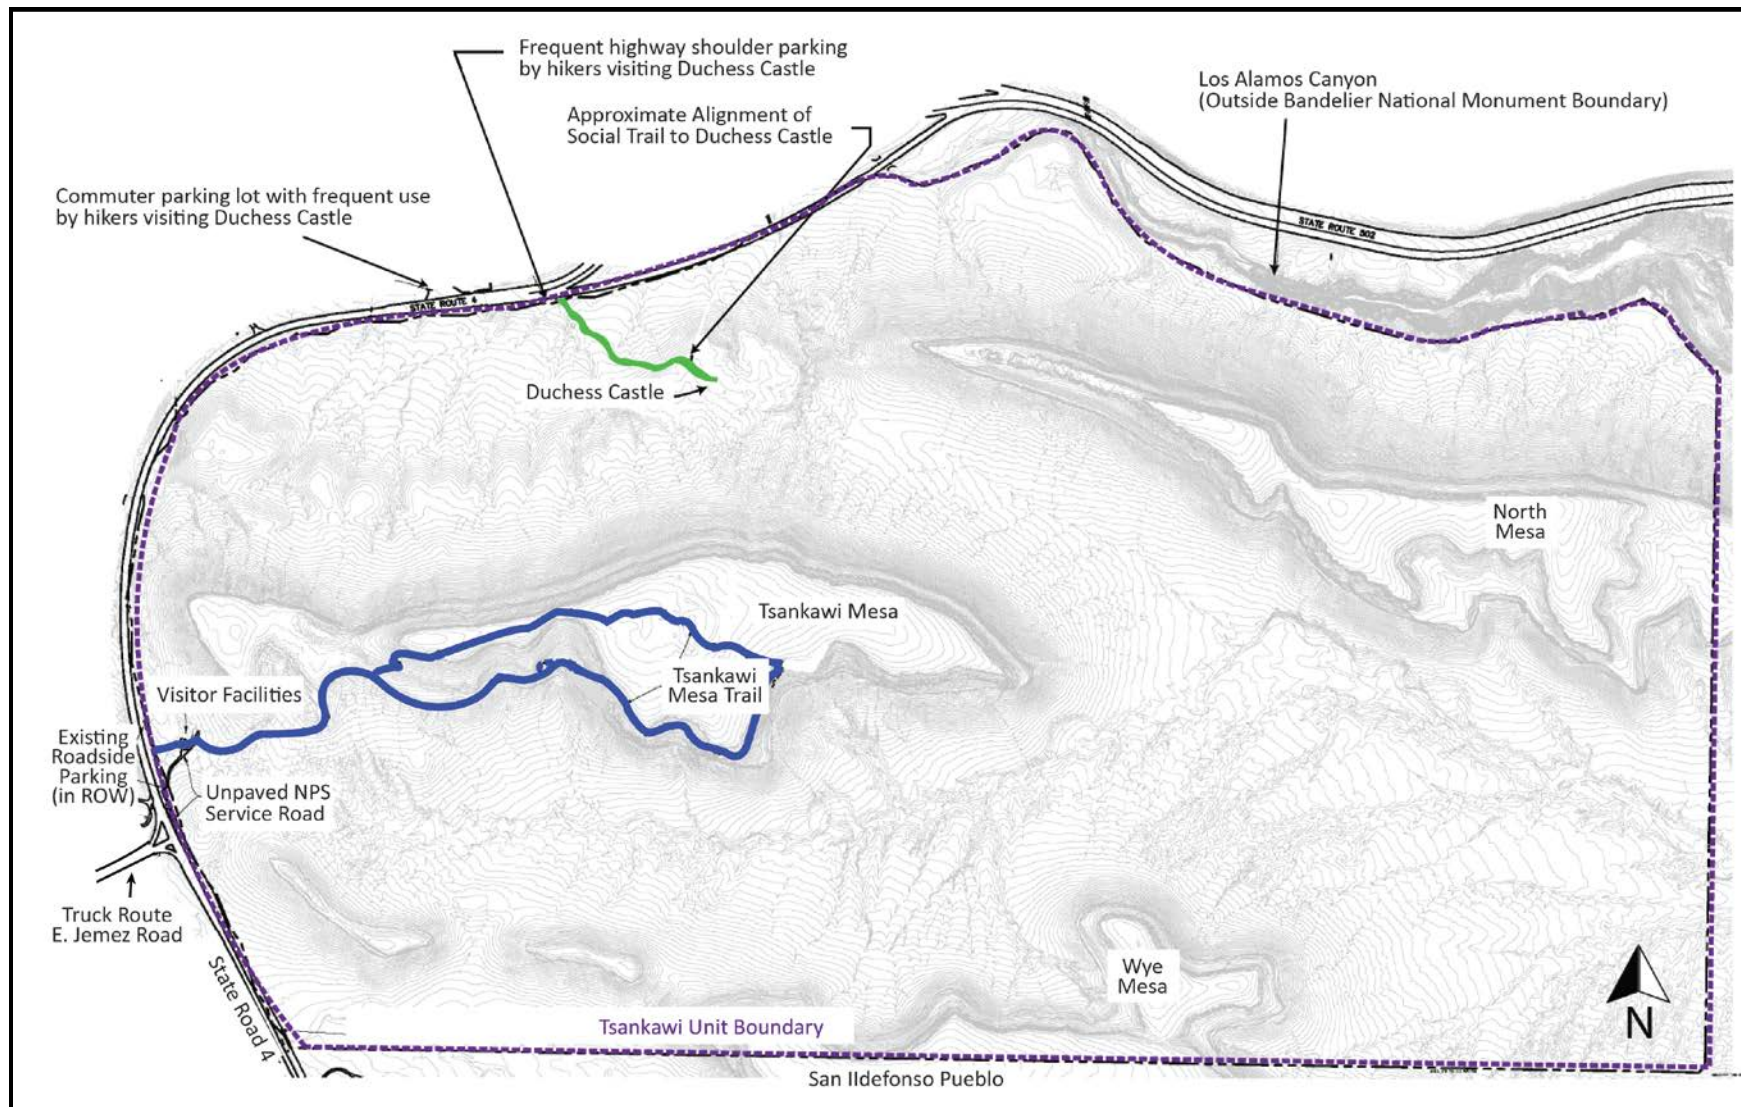 Frequent highway shoulder parking
by hikers visiting Duchess Castle
Los Alamos Canyon
(Outside Bandelier National Monument Boundary)
Approximate Alignment of
Social Trail to Duchess Castle
Commuter parking lot with frequent use
by hikers visiting Duchess Castle
STATE ROUTE 502
STATE ROUTE 4
Duchess Castle
North
Mesa
Tsankawi Mesa
Tsankawi
Mesa Trail
Visitor Facilities
Existing
Roadside
Parking
(in ROW)
Unpaved NPS
Service Road
Truck Route
E. Jemez Road
State Road 4
Wye
Mesa
N
Tsankawi Unit Boundary
San Ildefonso Pueblo